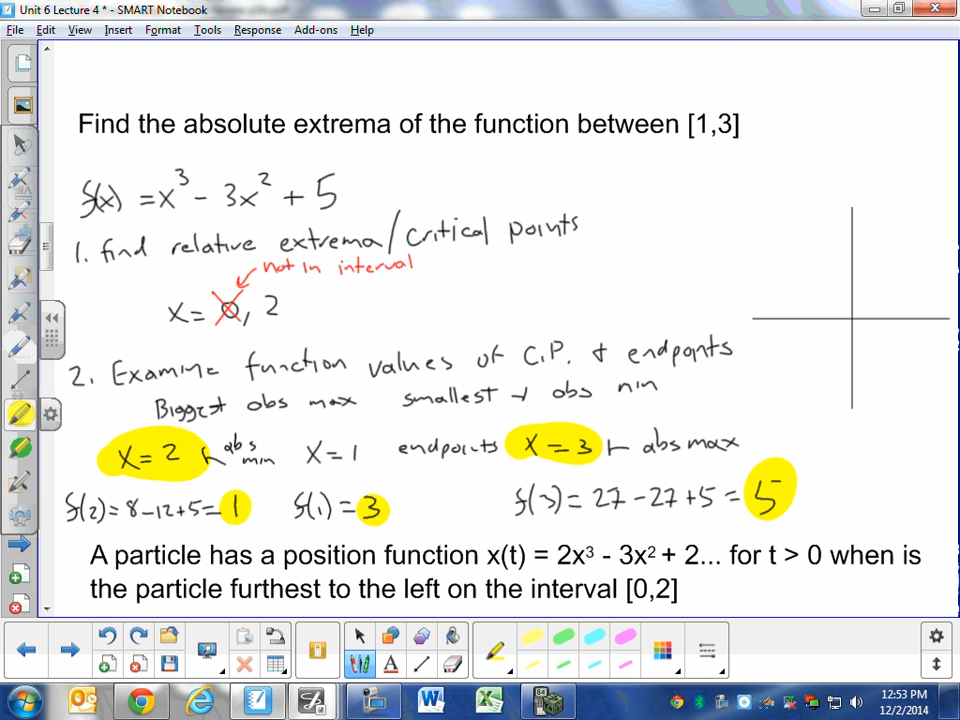 Unit 6 Lecture 4 * - SMART Notebook
File Edit View Insert Format Tools Response Add-ons Help
Find the absolute extrema of the function between [1,3]
f(x) = x³ - 3x² + 5
1. find relative extrema/critical points
not in interval
x = 0, 2
2. Examine function values of C.P. + endpoints
Biggest abs max smallest → abs min
x = 2 ← abs min x = 1 endpoints x = 3 ← abs max
f(2) = 8 - 12 + 5 = 1 f(1) = 3 f(3) = 27 - 27 + 5 = 5
A particle has a position function x(t) = 2x³ - 3x² + 2... for t > 0 when is
the particle furthest to the left on the interval [0,2]
12:53 PM
12/2/2014